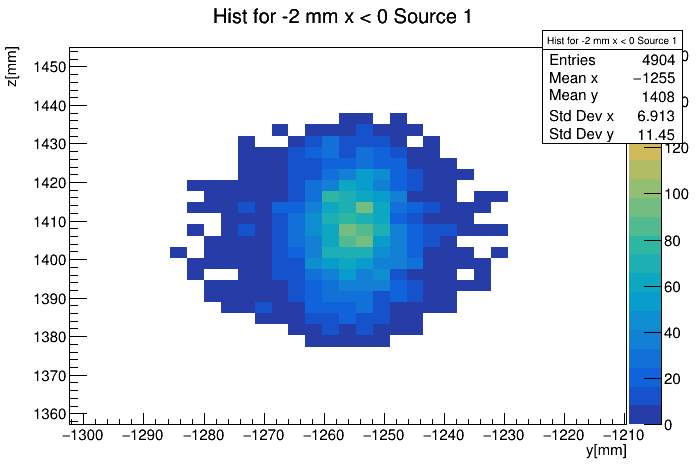 Hist for -2 mm x < 0 Source 1
z[mm]
Hist for -2 mm x < 0 Source 1
Entries 4904
Mean x −1255
Mean y 1408
Std Dev x 6.913
Std Dev y 11.45
1450
1440
1430
1420
1410
1400
1390
1380
1370
1360
120
100
80
60
40
20
0
−1300 −1290 −1280 −1270 −1260 −1250 −1240 −1230 −1220 −1210
y[mm]